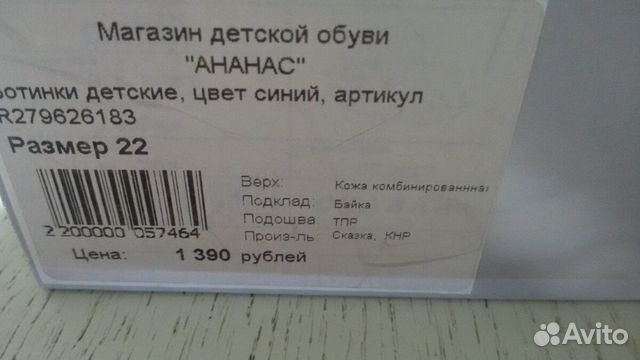 Магазин детской обуви
"АНАНАС"
ботинки детские, цвет синий, артикул
R279626183
Размер 22
Верх: Кожа комбинированнная
Подклад: Байка
Подошва: ТПР
Произ-ль: Сказка, КНР
2 200000 057464
Цена: 1 390 рублей
Avito